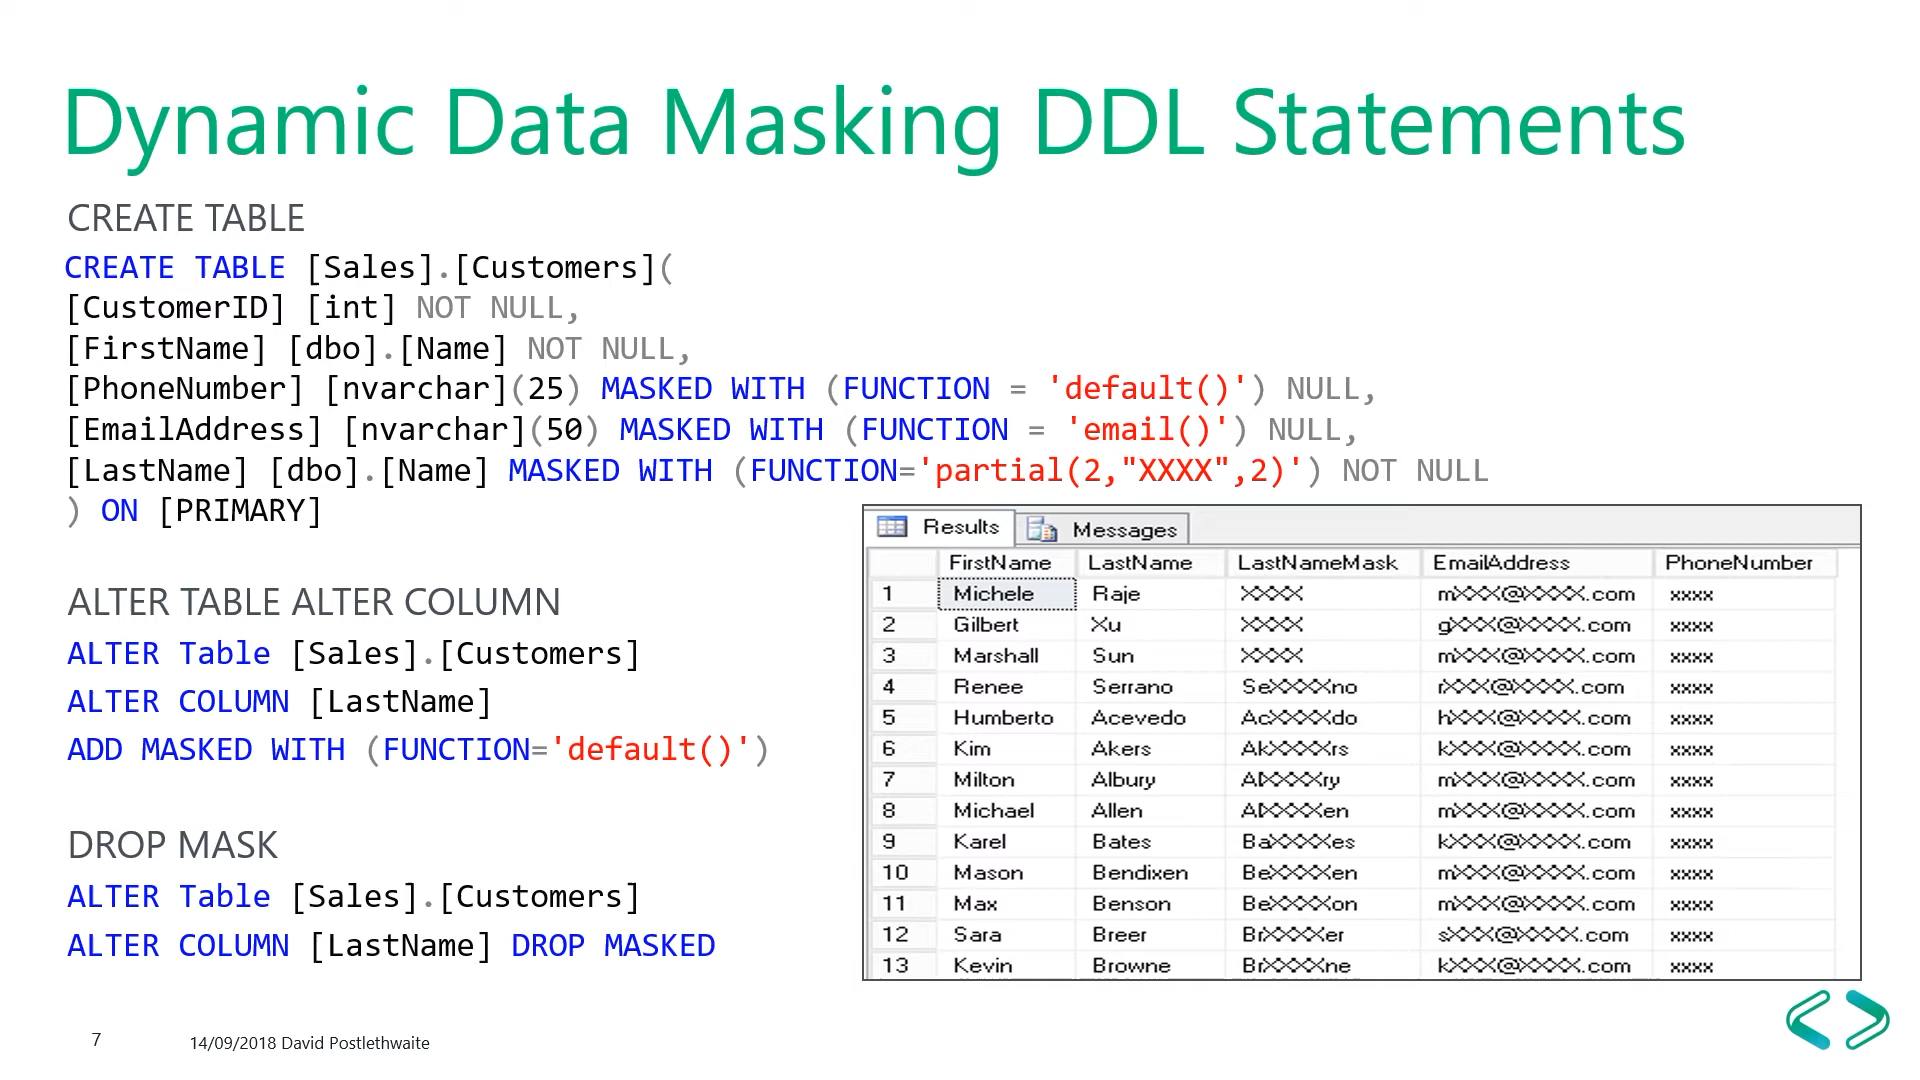 Dynamic Data Masking DDL Statements
CREATE TABLE
CREATE TABLE [Sales].[Customers](
[CustomerID] [int] NOT NULL,
[FirstName] [dbo].[Name] NOT NULL,
[PhoneNumber] [nvarchar](25) MASKED WITH (FUNCTION = 'default()') NULL,
[EmailAddress] [nvarchar](50) MASKED WITH (FUNCTION = 'email()') NULL,
[LastName] [dbo].[Name] MASKED WITH (FUNCTION='partial(2,"XXXX",2)') NOT NULL
) ON [PRIMARY]
ALTER TABLE ALTER COLUMN
ALTER Table [Sales].[Customers]
ALTER COLUMN [LastName]
ADD MASKED WITH (FUNCTION='default()')
DROP MASK
ALTER Table [Sales].[Customers]
ALTER COLUMN [LastName] DROP MASKED
Results Messages
FirstName LastName LastNameMask EmailAddress PhoneNumber
1 Michele Raje XXXX mXXX@XXXX.com xxxx
2 Gilbert Xu XXXX gXXX@XXXX.com xxxx
3 Marshall Sun XXXX mXXX@XXXX.com xxxx
4 Renee Serrano SeXXXXno rXXX@XXXX.com xxxx
5 Humberto Acevedo AcXXXXdo hXXX@XXXX.com xxxx
6 Kim Akers AkXXXXrs kXXX@XXXX.com xxxx
7 Milton Albury AlXXXXry mXXX@XXXX.com xxxx
8 Michael Allen AlXXXXen mXXX@XXXX.com xxxx
9 Karel Bates BaXXXXes kXXX@XXXX.com xxxx
10 Mason Bendixen BeXXXXen mXXX@XXXX.com xxxx
11 Max Benson BeXXXXon mXXX@XXXX.com xxxx
12 Sara Breer BrXXXXer sXXX@XXXX.com xxxx
13 Kevin Browne BrXXXXne kXXX@XXXX.com xxxx
7 14/09/2018 David Postlethwaite